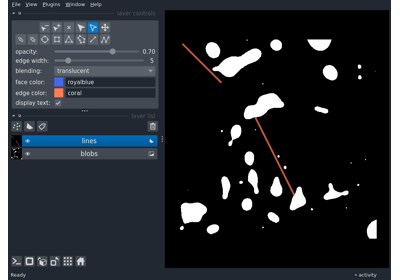 File View Plugins Window Help
layer controls
opacity: 0.70
edge width: 5
blending: translucent
face color: royalblue
edge color: coral
display text:
layer list
lines
blobs
Ready
activity